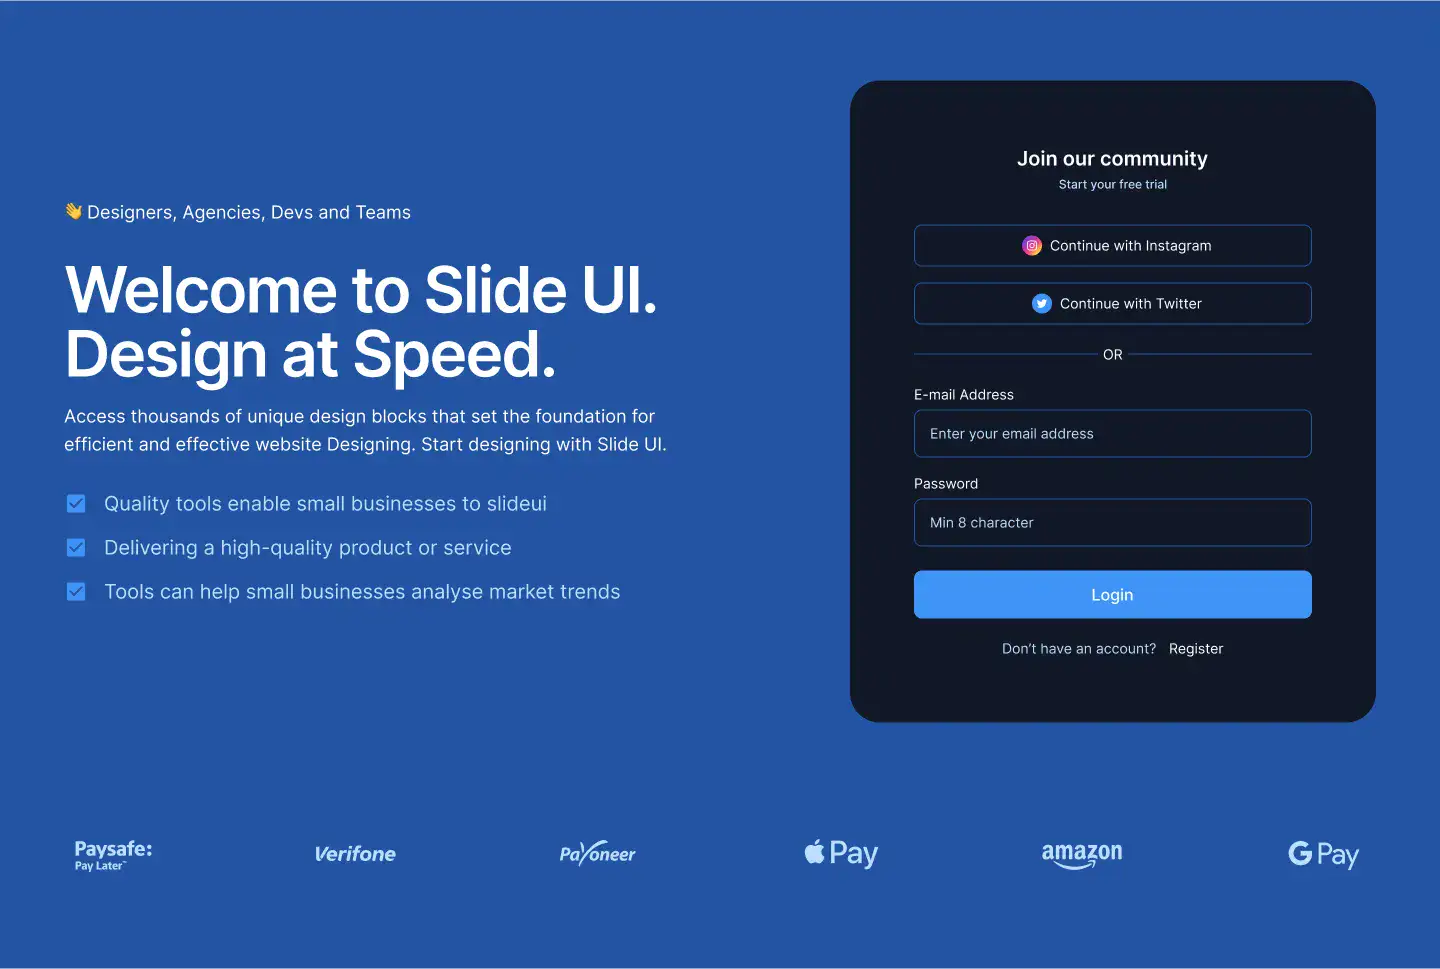 👋 Designers, Agencies, Devs and Teams
Welcome to Slide UI.
Design at Speed.
Access thousands of unique design blocks that set the foundation for
efficient and effective website Designing. Start designing with Slide UI.
Quality tools enable small businesses to slideui
Delivering a high-quality product or service
Tools can help small businesses analyse market trends
Join our community
Start your free trial
Continue with Instagram
Continue with Twitter
OR
E-mail Address
Enter your email address
Password
Min 8 character
Login
Don’t have an account? Register
Paysafe:
Pay Later™
Verifone
Payoneer
Pay
amazon
G Pay